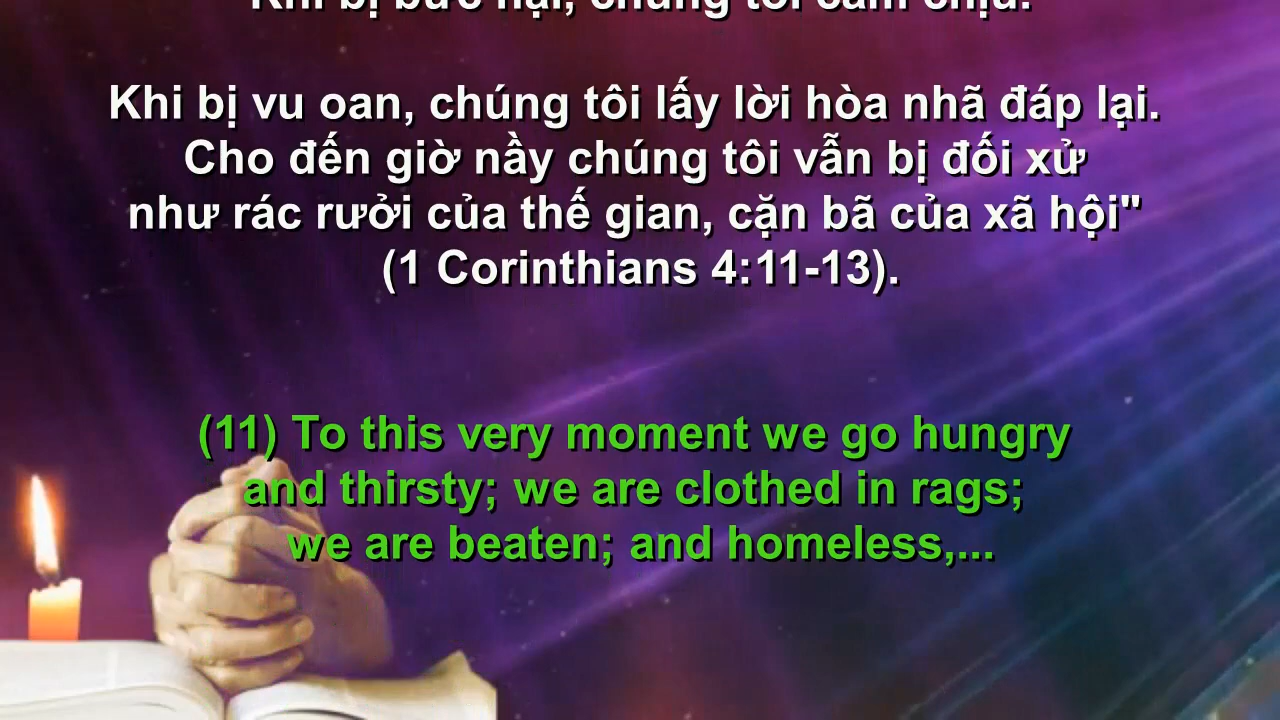 Khi bị bức hại, chúng tôi cam chịu.
Khi bị vu oan, chúng tôi lấy lời hòa nhã đáp lại.
Cho đến giờ nầy chúng tôi vẫn bị đối xử
như rác rưởi của thế gian, cặn bã của xã hội"
(1 Corinthians 4:11-13).
(11) To this very moment we go hungry
and thirsty; we are clothed in rags;
we are beaten; and homeless,...